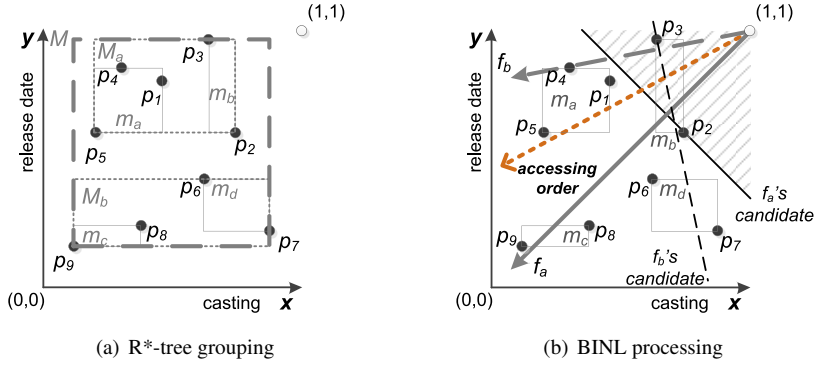 (1,1)
y
M
M_a
p_3
p_4
p_1
m_b
m_a
p_5
p_2
release date
M_b
p_6
m_d
m_c
p_8
p_7
p_9
(0,0)
casting
x
(a) R*-tree grouping
(1,1)
y
p_3
f_b
p_4
p_1
m_a
p_5
p_2
m_b
release date
accessing
order
p_6
m_d
f_a's
candidate
p_9
m_c
p_8
p_7
f_a
f_b's
candidate
(0,0)
casting
x
(b) BINL processing